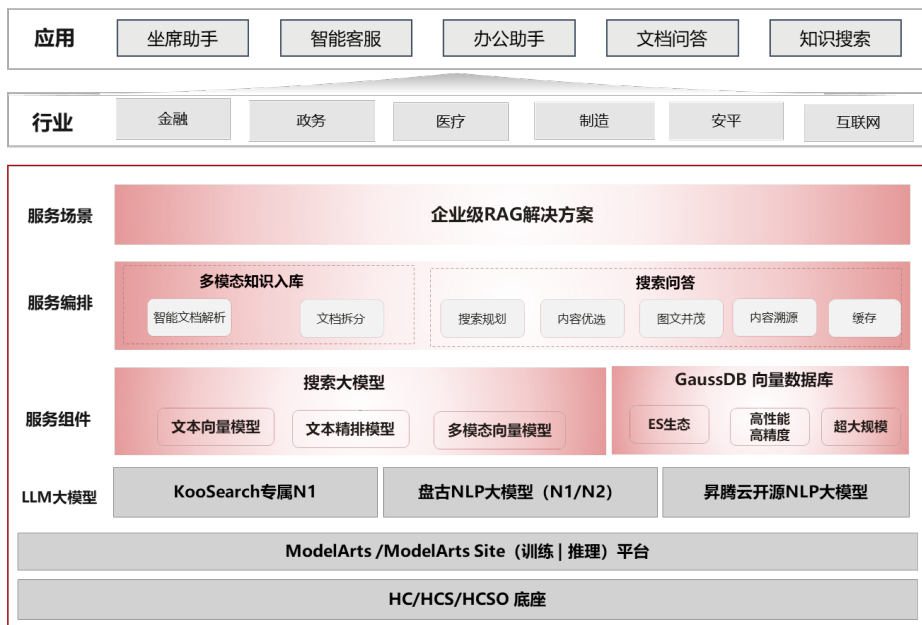 应用
坐席助手
智能客服
办公助手
文档问答
知识搜索
行业
金融
政务
医疗
制造
安平
互联网
服务场景
企业级RAG解决方案
服务编排
多模态知识入库
智能文档解析
文档拆分
搜索问答
搜索规划
内容优选
图文并茂
内容溯源
缓存
服务组件
搜索大模型
文本向量模型
文本精排模型
多模态向量模型
GaussDB 向量数据库
ES生态
高性能
高精度
超大规模
LLM大模型
KooSearch专属N1
盘古NLP大模型（N1/N2）
昇腾云开源NLP大模型
ModelArts /ModelArts Site（训练 | 推理）平台
HC/HCS/HCSO 底座